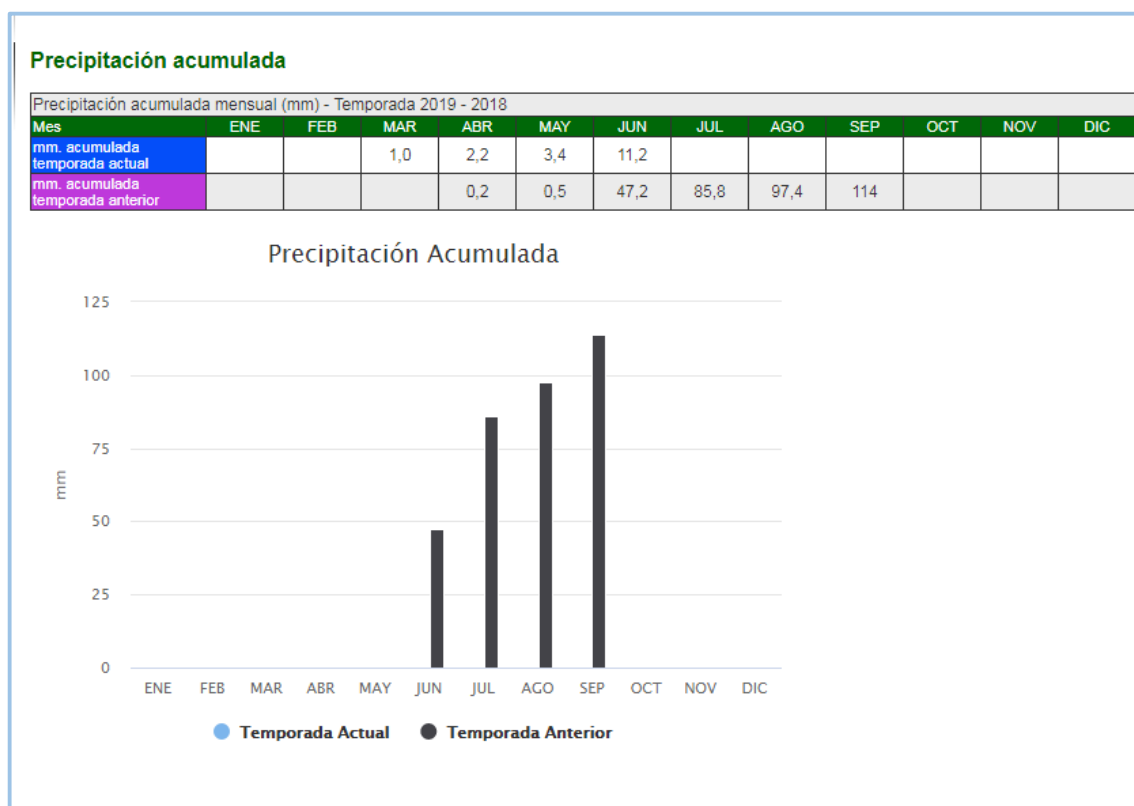 Precipitación acumulada
Precipitación acumulada mensual (mm) - Temporada 2019 - 2018
Mes ENE FEB MAR ABR MAY JUN JUL AGO SEP OCT NOV DIC
mm. acumulada
temporada actual 1,0 2,2 3,4 11,2
mm. acumulada
temporada anterior 0,2 0,5 47,2 85,8 97,4 114
Precipitación Acumulada
125
100
75
mm
50
25
0
ENE FEB MAR ABR MAY JUN JUL AGO SEP OCT NOV DIC
Temporada Actual Temporada Anterior